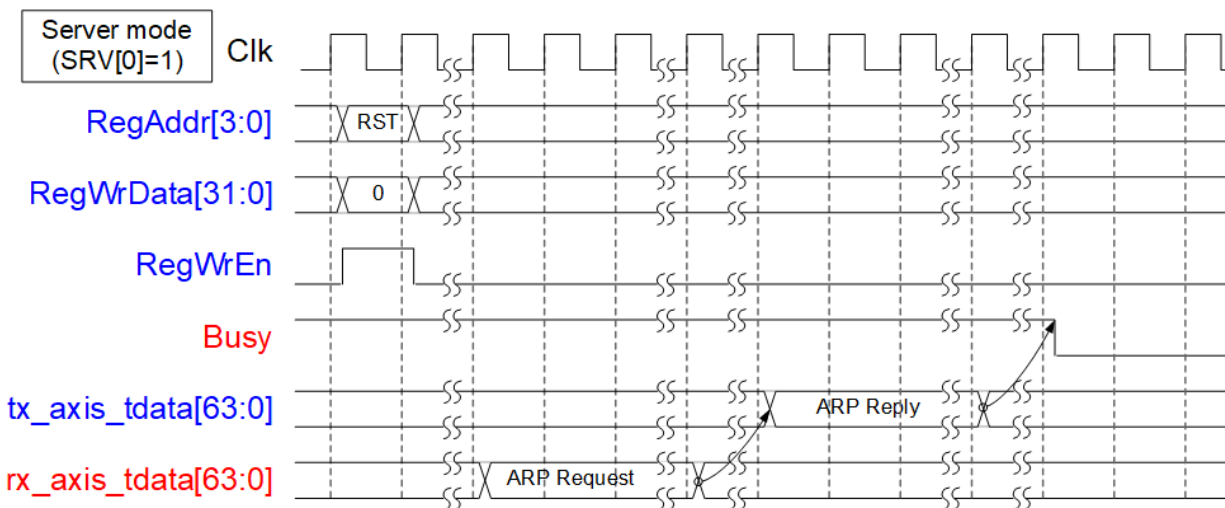 Server mode
(SRV[0]=1)
Clk
RegAddr[3:0]
RST
RegWrData[31:0]
0
RegWrEn
Busy
tx_axis_tdata[63:0]
ARP Reply
rx_axis_tdata[63:0]
ARP Request